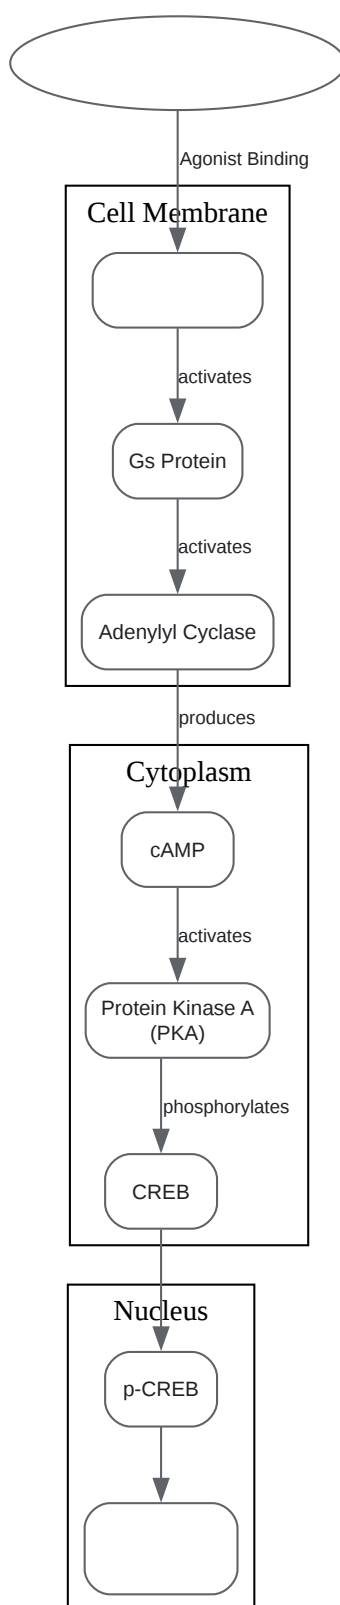 Agonist Binding
Cell Membrane
activates
Gs Protein
activates
Adenylyl Cyclase
produces
Cytoplasm
cAMP
activates
Protein Kinase A
(PKA)
phosphorylates
CREB
Nucleus
p-CREB